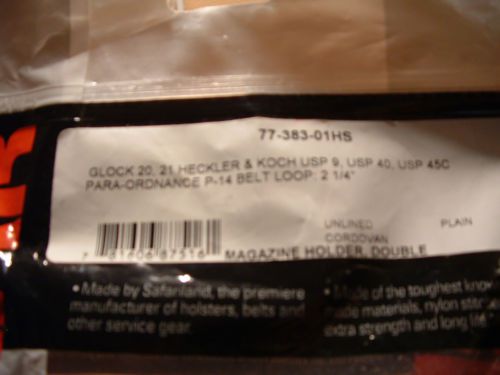 77-383-01HS
GLOCK 20, 21 HECKLER & KOCH USP 9, USP 40, USP 45C
PARA-ORDNANCE P-14 BELT LOOP: 2 1/4"
UNLINED PLAIN
CORDOVAN
MAGAZINE HOLDER, DOUBLE
• Made by Safariland, the premiere
manufacturer of holsters, belts and
other service gear.
• Made of the toughest
made materials, nylon
extra strength and long life